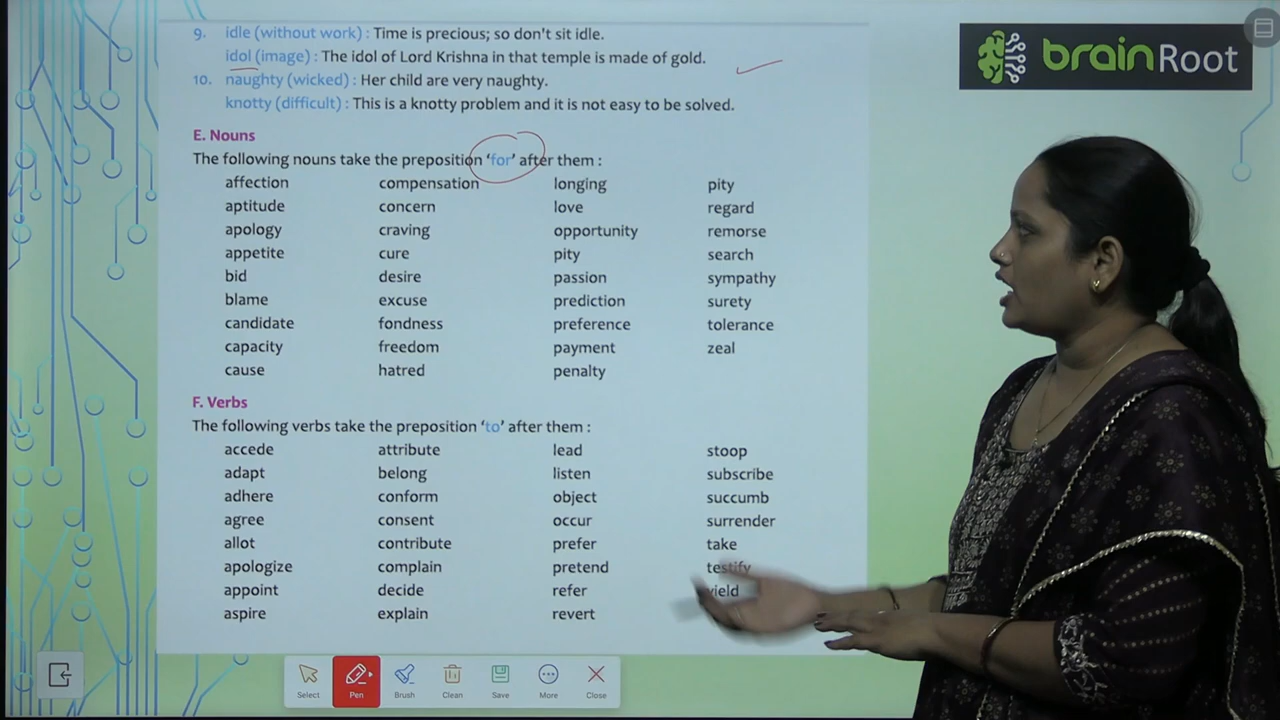 9. idle (without work) : Time is precious; so don't sit idle.
idol (image) : The idol of Lord Krishna in that temple is made of gold.
10. naughty (wicked) : Her child are very naughty.
knotty (difficult) : This is a knotty problem and it is not easy to be solved.
brainRoot
E. Nouns
The following nouns take the preposition 'for' after them :
affection compensation longing pity
aptitude concern love regard
apology craving opportunity remorse
appetite cure pity search
bid desire passion sympathy
blame excuse prediction surety
candidate fondness preference tolerance
capacity freedom payment zeal
cause hatred penalty
F. Verbs
The following verbs take the preposition 'to' after them :
accede attribute lead stoop
adapt belong listen subscribe
adhere conform object succumb
agree consent occur surrender
allot contribute prefer take
apologize complain pretend testify
appoint decide refer yield
aspire explain revert
Select Pen Brush Clean Save More Close